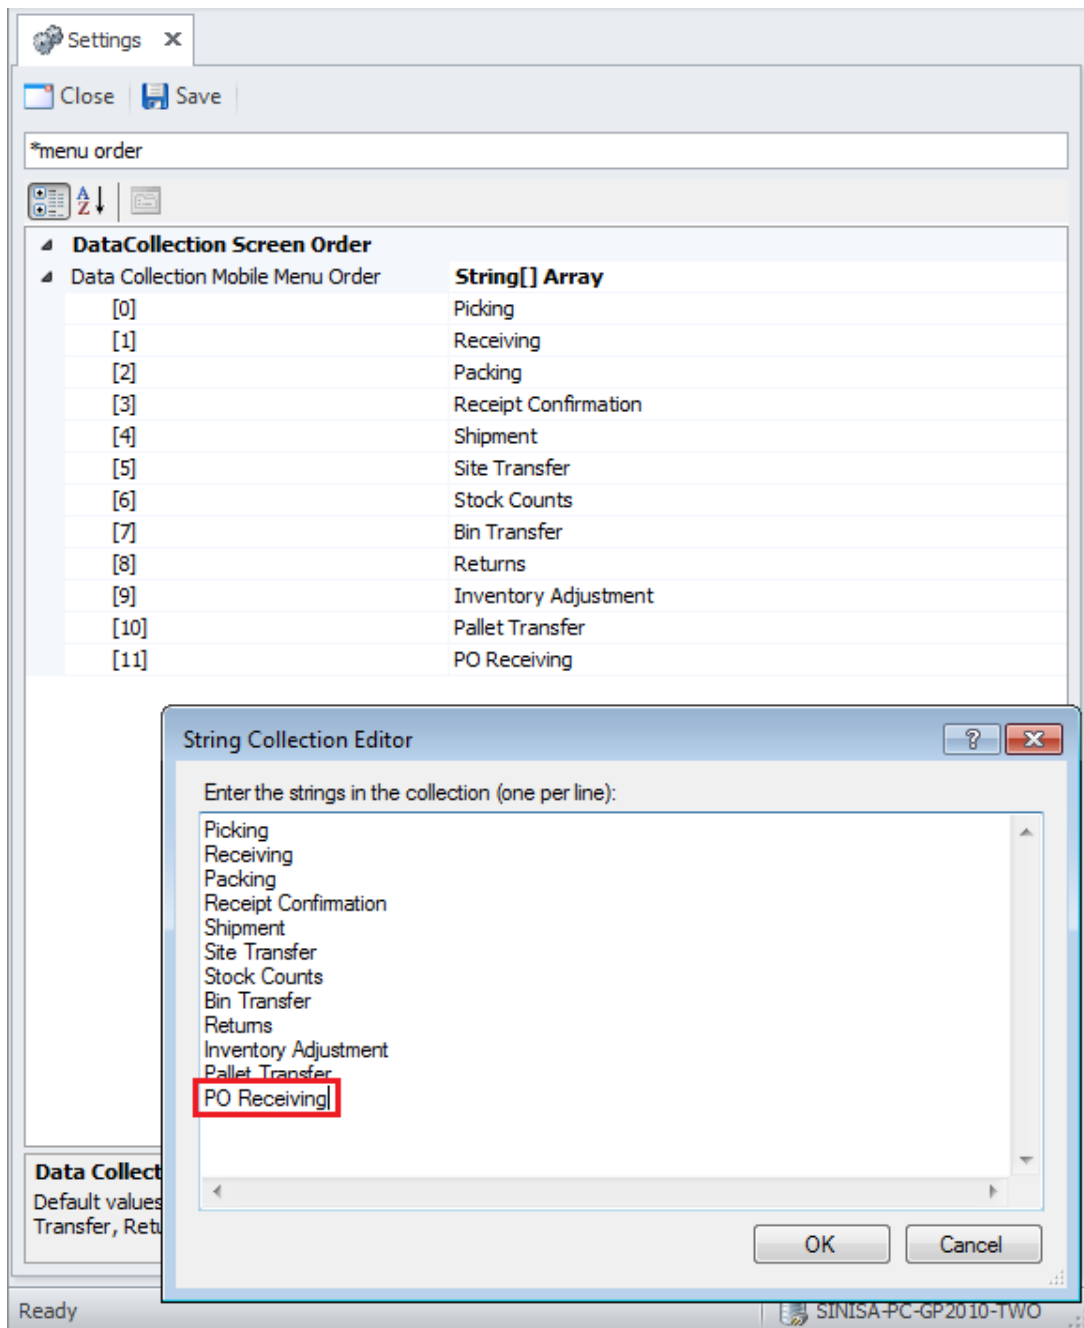 Settings
Close Save
*menu order
DataCollection Screen Order
Data Collection Mobile Menu Order String[] Array
[0] Picking
[1] Receiving
[2] Packing
[3] Receipt Confirmation
[4] Shipment
[5] Site Transfer
[6] Stock Counts
[7] Bin Transfer
[8] Returns
[9] Inventory Adjustment
[10] Pallet Transfer
[11] PO Receiving
String Collection Editor
Enter the strings in the collection (one per line):
Picking
Receiving
Packing
Receipt Confirmation
Shipment
Site Transfer
Stock Counts
Bin Transfer
Returns
Inventory Adjustment
Pallet Transfer
PO Receiving
Data Collect
Default values
Transfer, Retu
OK Cancel
Ready SINISA-PC-GP2010-TWO